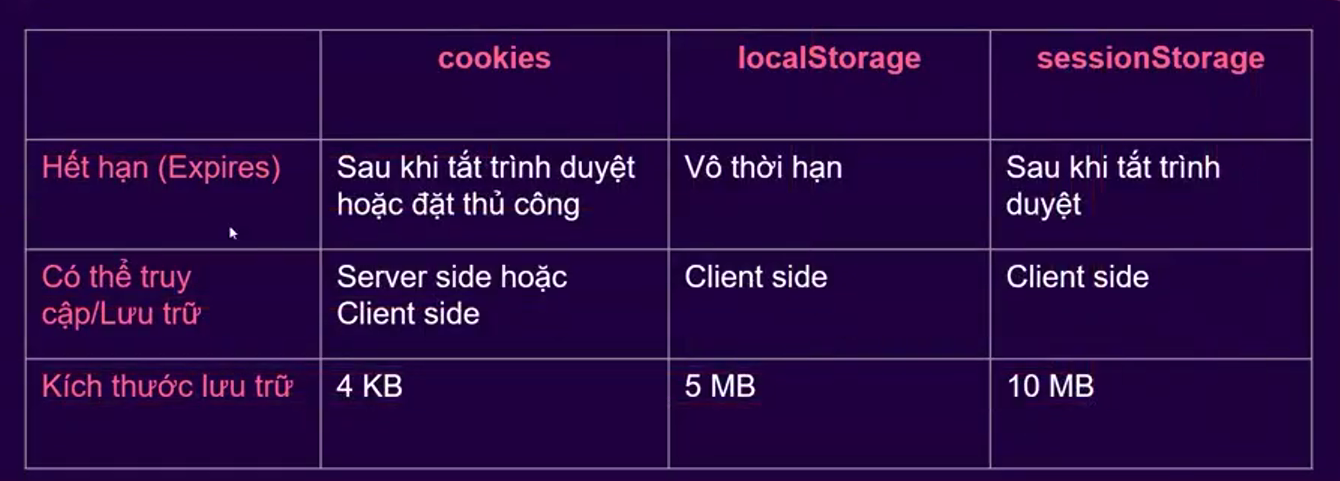 cookies
localStorage
sessionStorage
Hết hạn (Expires)
Sau khi tắt trình duyệt
hoặc đặt thủ công
Vô thời hạn
Sau khi tắt trình
duyệt
Có thể truy
cập/Lưu trữ
Server side hoặc
Client side
Client side
Client side
Kích thước lưu trữ
4 KB
5 MB
10 MB